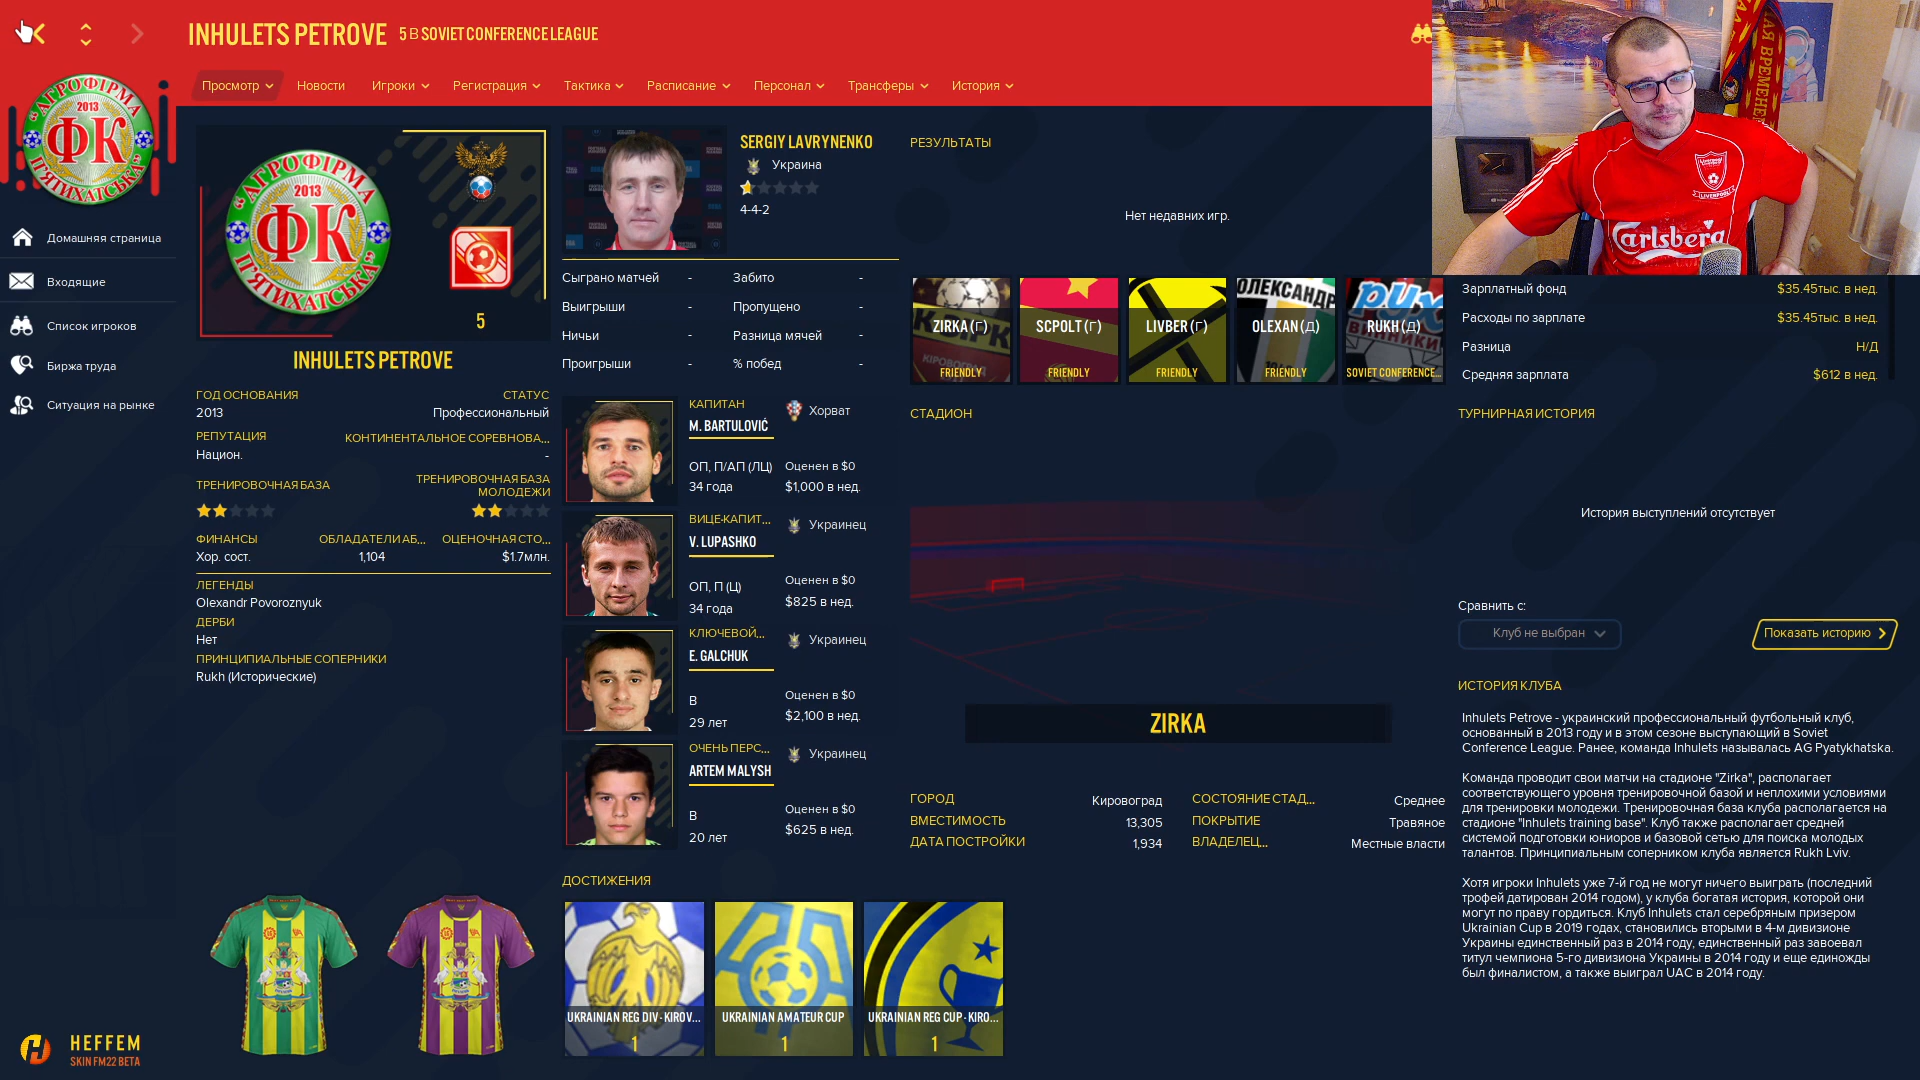 INHULETS PETROVE
5 В SOVIET CONFERENCE LEAGUE
Просмотр
Новости
Игроки
Регистрация
Тактика
Расписание
Персонал
Трансферы
История
"АГРОФІРМА
2013
ФК
П'ЯТИХАТСЬКА"
Домашняя страница
Входящие
Список игроков
Биржа труда
Ситуация на рынке
"АГРОФІРМА
2013
ФК
П'ЯТИХАТСЬКА"
5
INHULETS PETROVE
ГОД ОСНОВАНИЯ
СТАТУС
2013
Профессиональный
РЕПУТАЦИЯ
КОНТИНЕНТАЛЬНОЕ СОРЕВНОВА...
Национ.
-
ТРЕНИРОВОЧНАЯ БАЗА
ТРЕНИРОВОЧНАЯ БАЗА
МОЛОДЕЖИ
ФИНАНСЫ
ОБЛАДАТЕЛИ АБ...
ОЦЕНОЧНАЯ СТО...
Хор. сост.
1,104
$1.7млн.
ЛЕГЕНДЫ
Olexandr Povoroznyuk
ДЕРБИ
Нет
ПРИНЦИПИАЛЬНЫЕ СОПЕРНИКИ
Rukh (Исторические)
SERGIY LAVRYNENKO
Украина
4-4-2
Сыграно матчей -
Забито -
Выигрыши -
Пропущено -
Ничьи -
Разница мячей -
Проигрыши -
% побед -
КАПИТАН
Хорват
M. BARTULOVIĆ
ОП, П/АП (ЛЦ)
Оценен в $0
34 года
$1,000 в нед.
ВИЦЕ-КАПИТ...
Украинец
V. LUPASHKO
ОП, П (Ц)
Оценен в $0
34 года
$825 в нед.
КЛЮЧЕВОЙ...
Украинец
E. GALCHUK
В
Оценен в $0
29 лет
$2,100 в нед.
ОЧЕНЬ ПЕРС...
Украинец
ARTEM MALYSH
В
Оценен в $0
20 лет
$625 в нед.
ДОСТИЖЕНИЯ
UKRAINIAN REG DIV - KIROV...
1
UKRAINIAN AMATEUR CUP
1
UKRAINIAN REG CUP - KIRO...
1
РЕЗУЛЬТАТЫ
Нет недавних игр.
ZIRKA (Г)
FRIENDLY
SCPOLT (Г)
FRIENDLY
LIVBER (Г)
FRIENDLY
ОЛЕКСАНДР
OLEXAN (Д)
FRIENDLY
РУХ
RUKH (Д)
ВИННИКИ
SOVIET CONFERENCE...
СТАДИОН
ZIRKA
ГОРОД
Кировоград
СОСТОЯНИЕ СТАД...
Среднее
ВМЕСТИМОСТЬ
13,305
ПОКРЫТИЕ
Травяное
ДАТА ПОСТРОЙКИ
1,934
ВЛАДЕЛЕЦ...
Местные власти
LIVERPOOL
Carlsberg
Зарплатный фонд
$35.45тыс. в нед.
Расходы по зарплате
$35.45тыс. в нед.
Разница
Н/Д
Средняя зарплата
$612 в нед.
ТУРНИРНАЯ ИСТОРИЯ
История выступлений отсутствует
Сравнить с:
Клуб не выбран
Показать историю
ИСТОРИЯ КЛУБА
Inhulets Petrove - украинский профессиональный футбольный клуб,
основанный в 2013 году и в этом сезоне выступающий в Soviet
Conference League. Ранее, команда Inhulets называлась AG Pyatykhatska.
Команда проводит свои матчи на стадионе "Zirka", располагает
соответствующего уровня тренировочной базой и неплохими условиями
для тренировки молодежи. Тренировочная база клуба располагается на
стадионе "Inhulets training base". Клуб также располагает средней
системой подготовки юниоров и базовой сетью для поиска молодых
талантов. Принципиальным соперником клуба является Rukh Lviv.
Хотя игроки Inhulets уже 7-й год не могут ничего выиграть (последний
трофей датирован 2014 годом), у клуба богатая история, которой они
могут по праву гордиться. Клуб Inhulets стал серебряным призером
Ukrainian Cup в 2019 годах, становились вторыми в 4-м дивизионе
Украины единственный раз в 2014 году, единственный раз завоевал
титул чемпиона 5-го дивизиона Украины в 2014 году и еще единожды
был финалистом, а также выиграл UAC в 2014 году.
HEFFEM
SKIN FM22 BETA